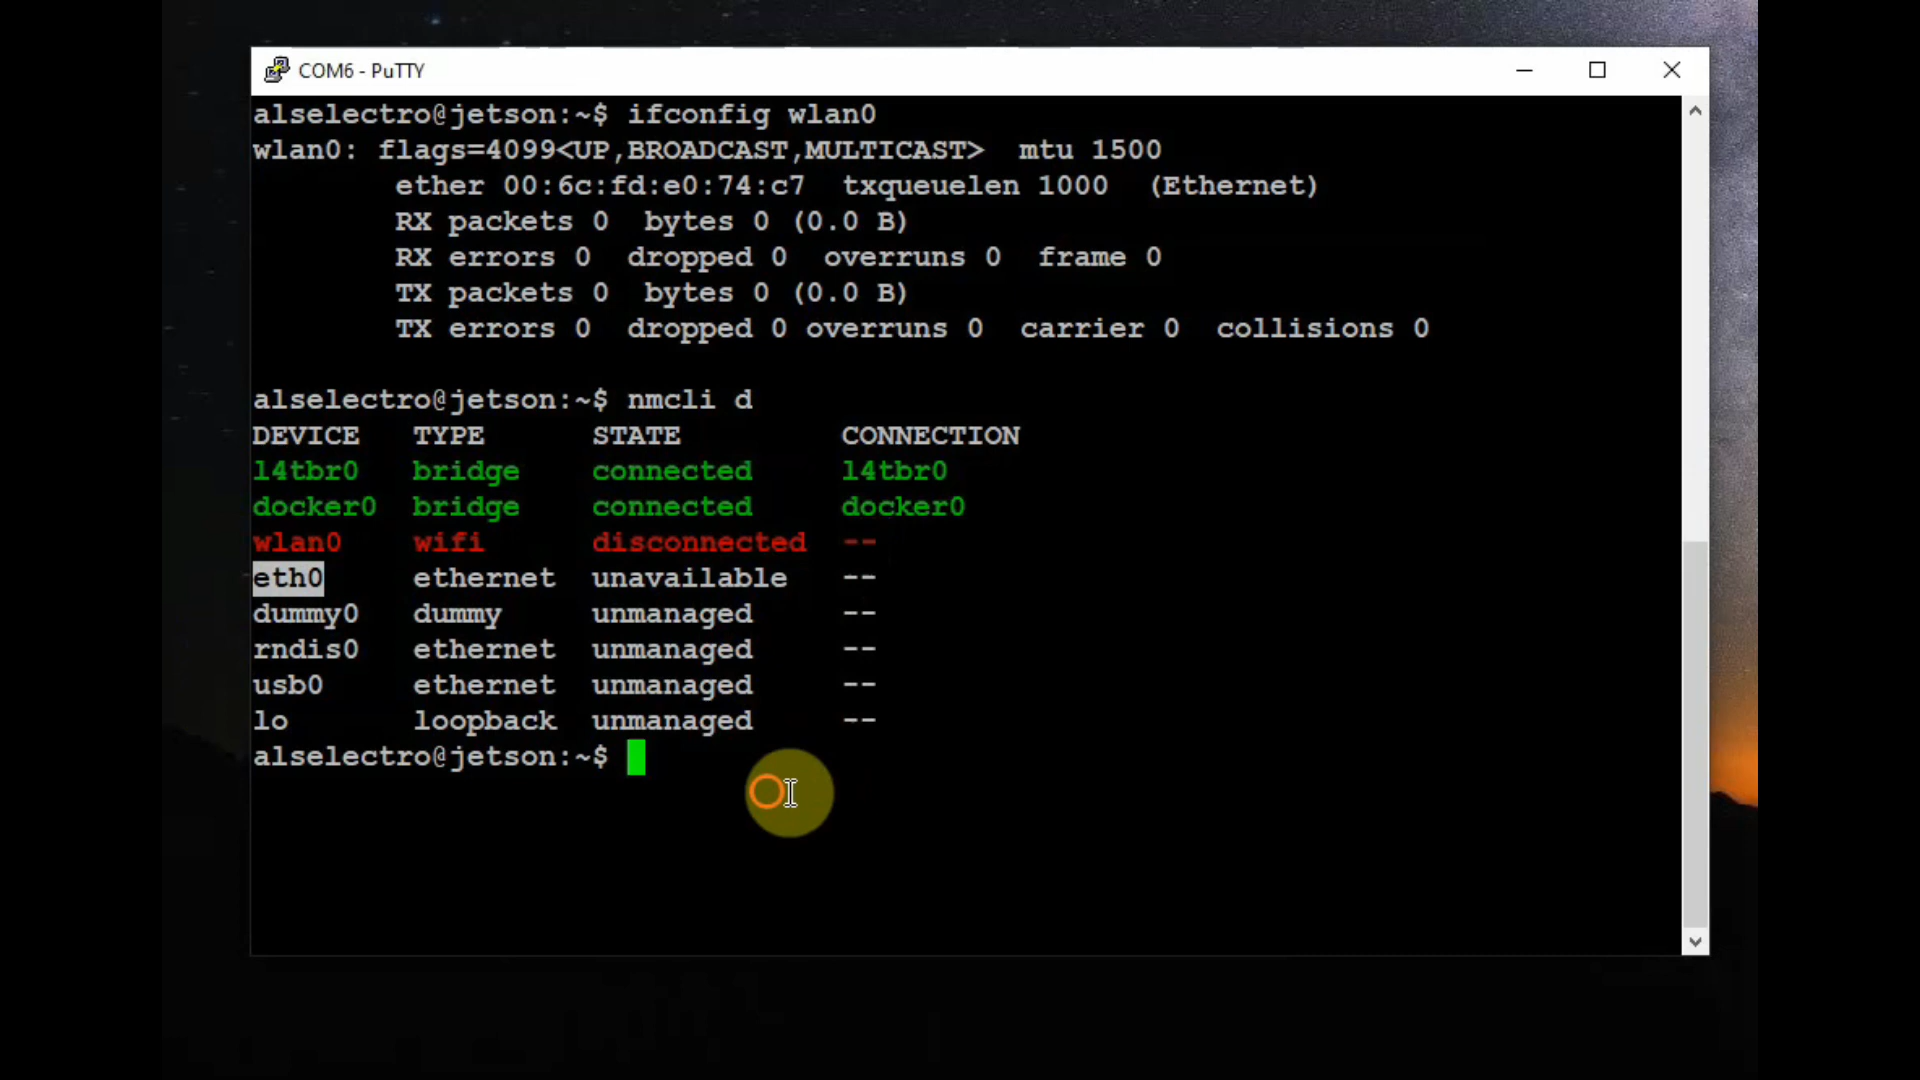 COM6 - PuTTY
alselectro@jetson:~$ ifconfig wlan0
wlan0: flags=4099<UP,BROADCAST,MULTICAST>  mtu 1500
        ether 00:6c:fd:e0:74:c7  txqueuelen 1000  (Ethernet)
        RX packets 0  bytes 0 (0.0 B)
        RX errors 0  dropped 0  overruns 0  frame 0
        TX packets 0  bytes 0 (0.0 B)
        TX errors 0  dropped 0 overruns 0  carrier 0  collisions 0
alselectro@jetson:~$ nmcli d
DEVICE   TYPE      STATE         CONNECTION
l4tbr0   bridge    connected     l4tbr0
docker0  bridge    connected     docker0
wlan0    wifi      disconnected  --
eth0     ethernet  unavailable   --
dummy0   dummy     unmanaged     --
rndis0   ethernet  unmanaged     --
usb0     ethernet  unmanaged     --
lo       loopback  unmanaged     --
alselectro@jetson:~$